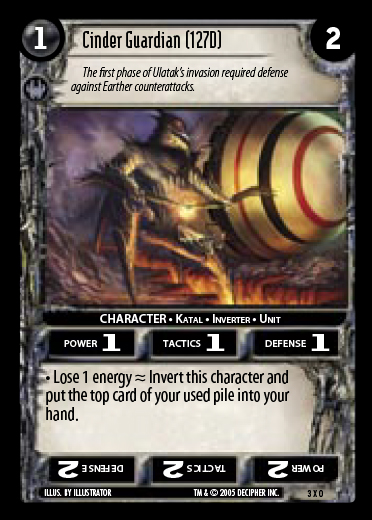 1 Cinder Guardian (127D) 2
The first phase of Ulatak's invasion required defense
against Earther counterattacks.
CHARACTER • KATAL • INVERTER • UNIT
POWER 1 TACTICS 1 DEFENSE 1
• Lose 1 energy ≈ Invert this character and
put the top card of your used pile into your
hand.
DEFENSE 2 TACTICS 2 POWER 2
ILLUS. BY ILLUSTRATOR TM & © 2005 DECIPHER INC. 3 X 0